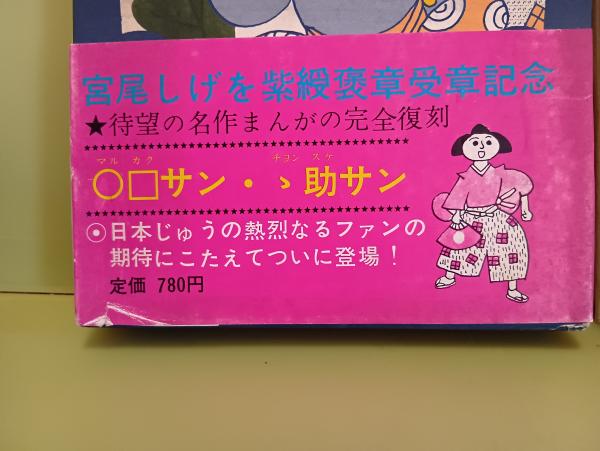 宮尾しげを紫綬褒章受章記念
★待望の名作まんがの完全復刻
マル カク チョン スケ
○□サン・ヽ助サン
⦿日本じゅうの熱烈なるファンの
期待にこたえてついに登場！
定価 780円